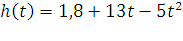 h(t) = 1,8 + 13t − 5t²